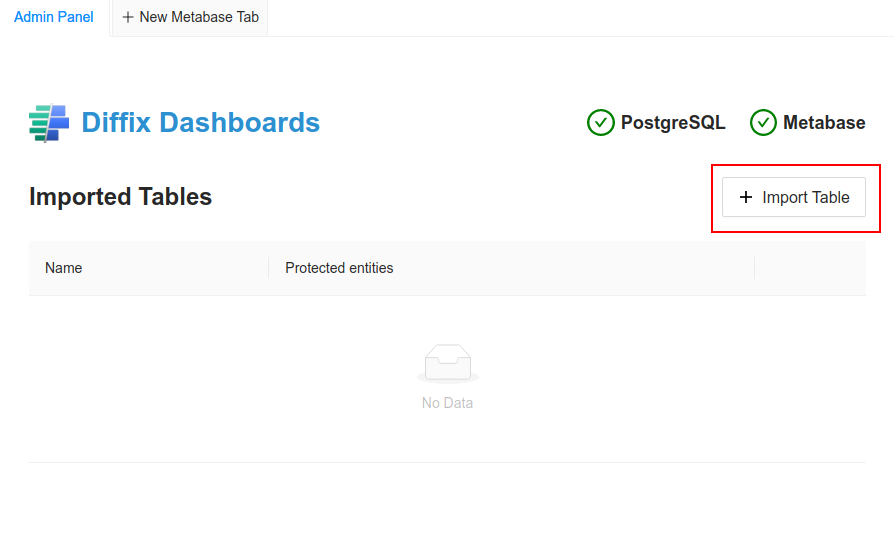 Admin Panel
+ New Metabase Tab
Diffix Dashboards
PostgreSQL
Metabase
Imported Tables
+ Import Table
Name
Protected entities
No Data